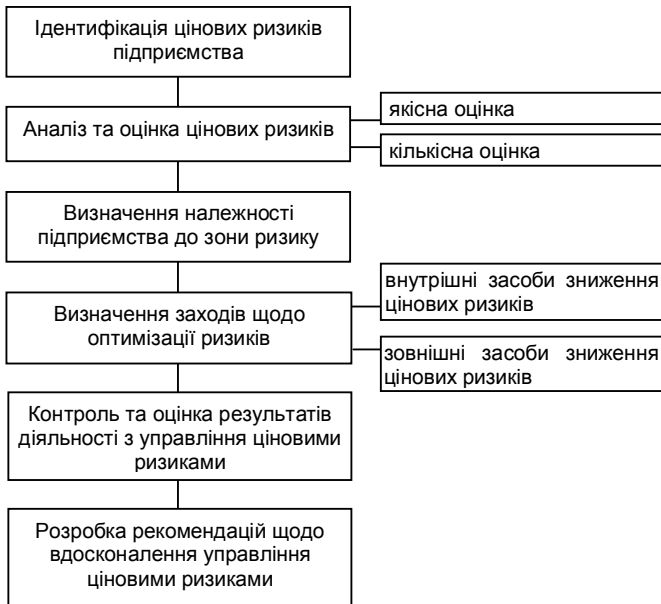 Ідентифікація цінових ризиків
підприємства
Аналіз та оцінка цінових ризиків
якісна оцінка
кількісна оцінка
Визначення належності
підприємства до зони ризику
Визначення заходів щодо
оптимізації ризиків
внутрішні засоби зниження
цінових ризиків
зовнішні засоби зниження
цінових ризиків
Контроль та оцінка результатів
діяльності з управління ціновими
ризиками
Розробка рекомендацій щодо
вдосконалення управління
ціновими ризиками